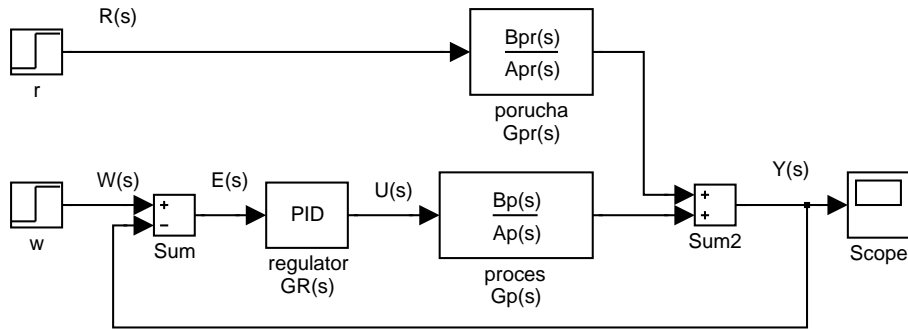 R(s)
r
Bpr(s)
Apr(s)
porucha
Gpr(s)
W(s)
w
+
−
Sum
E(s)
PID
regulator
GR(s)
U(s)
Bp(s)
Ap(s)
proces
Gp(s)
+
+
Sum2
Y(s)
Scope